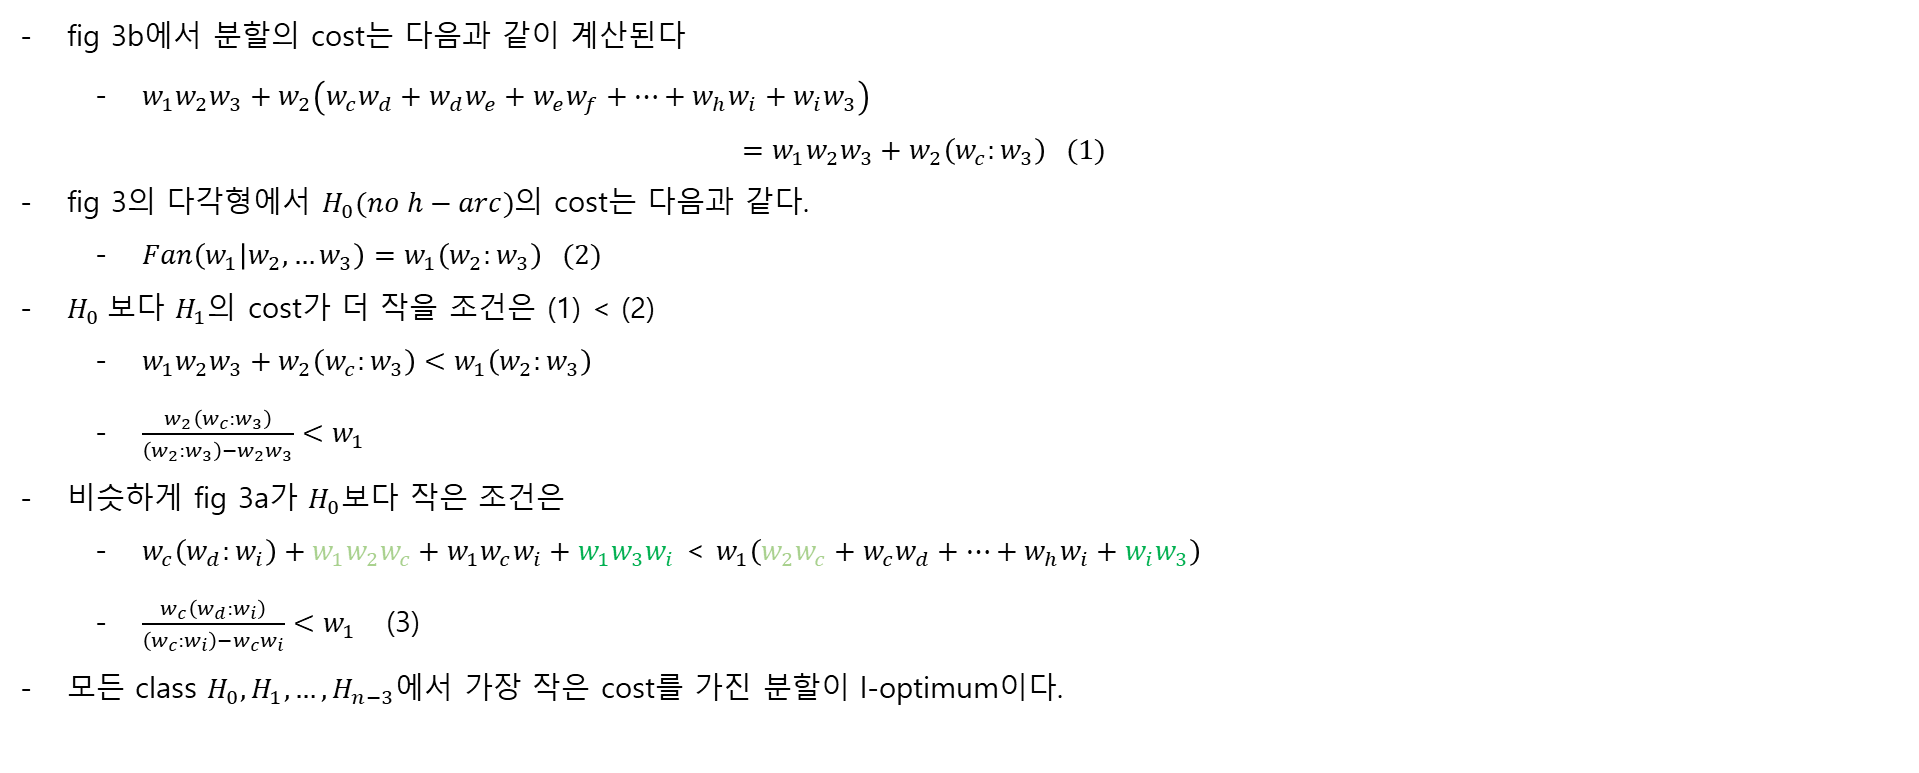 - fig 3b에서 분할의 cost는 다음과 같이 계산된다
- w₁w₂w₃ + w₂(w_c w_d + w_d w_e + w_e w_f + ⋯ + w_h w_i + w_i w₃)
= w₁w₂w₃ + w₂(w_c: w₃) (1)
- fig 3의 다각형에서 H₀(no h − arc)의 cost는 다음과 같다.
- Fan(w₁|w₂, … w₃) = w₁(w₂: w₃) (2)
- H₀ 보다 H₁의 cost가 더 작을 조건은 (1) < (2)
- w₁w₂w₃ + w₂(w_c: w₃) < w₁(w₂: w₃)
- \frac{w₂(w_c:w₃)}{(w₂:w₃)−w₂w₃} < w₁
- 비슷하게 fig 3a가 H₀보다 작은 조건은
- w_c(w_d: w_i) + w₁w₂w_c + w₁w_c w_i + w₁w₃w_i < w₁(w₂w_c + w_c w_d + ⋯ + w_h w_i + w_i w₃)
- \frac{w_c(w_d:w_i)}{(w_c:w_i)−w_c w_i} < w₁ (3)
- 모든 class H₀, H₁, … , H_{n−3}에서 가장 작은 cost를 가진 분할이 l-optimum이다.